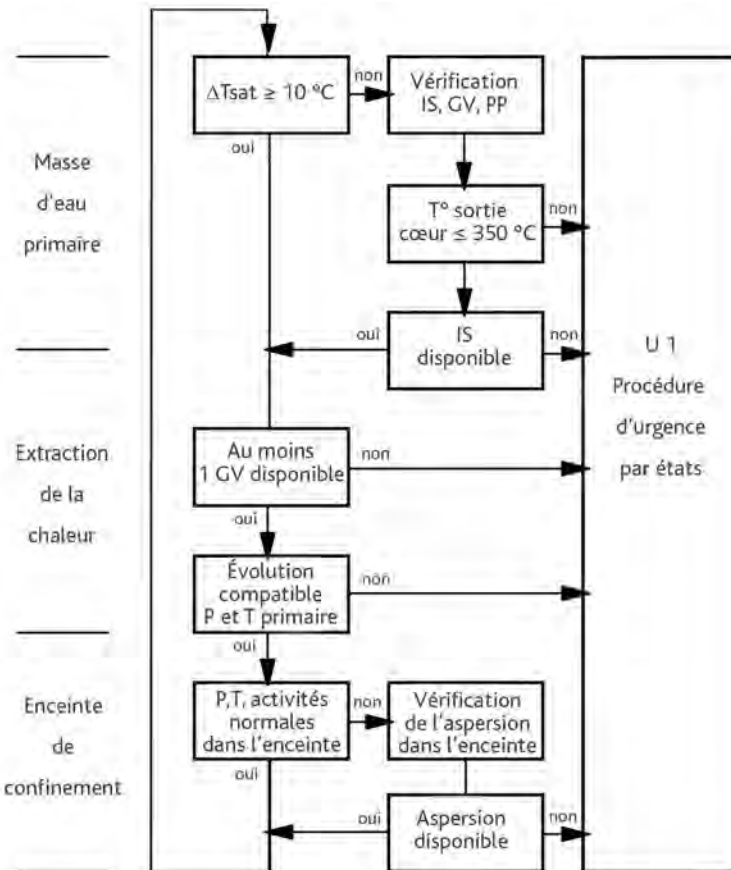 ΔTsat ≥ 10 °C
non
Vérification
IS, GV, PP
oui
Masse
d'eau
primaire
T° sortie
cœur ≤ 350 °C
non
oui
IS
disponible
non
U 1
Procédure
d'urgence
par états
Extraction
de la
chaleur
Au moins
1 GV disponible
non
oui
Évolution
compatible
P et T primaire
non
oui
Enceinte
de
confinement
P,T, activités
normales
dans l'enceinte
non
Vérification
de l'aspersion
dans l'enceinte
oui
oui
Aspersion
disponible
non